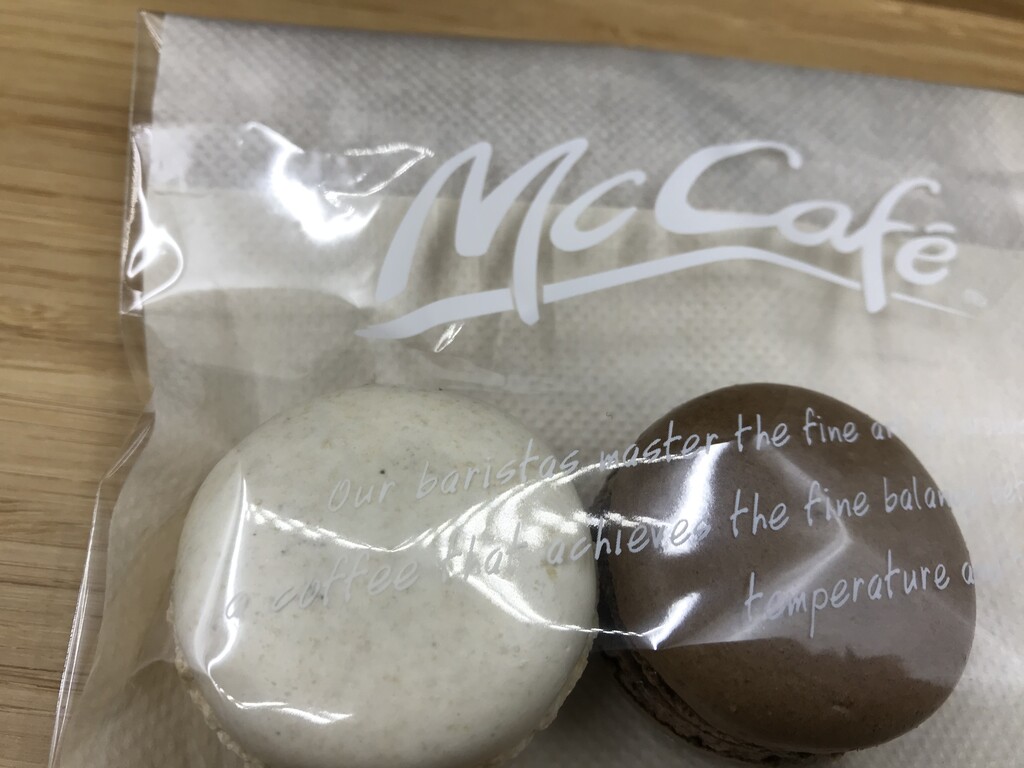 McCafé
Our baristas master the fine
a coffee that achieves the fine
temperature